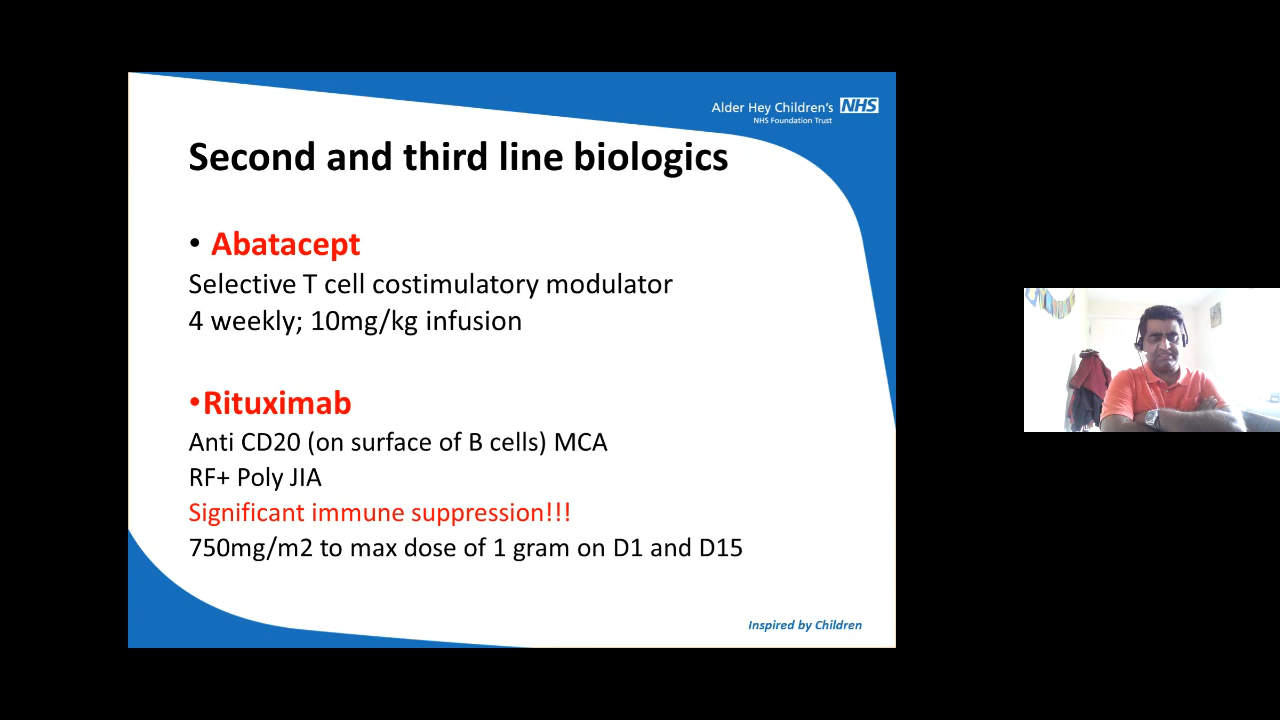 Alder Hey Children's NHS
NHS Foundation Trust
Second and third line biologics
• Abatacept
Selective T cell costimulatory modulator
4 weekly; 10mg/kg infusion
•Rituximab
Anti CD20 (on surface of B cells) MCA
RF+ Poly JIA
Significant immune suppression!!!
750mg/m2 to max dose of 1 gram on D1 and D15
Inspired by Children